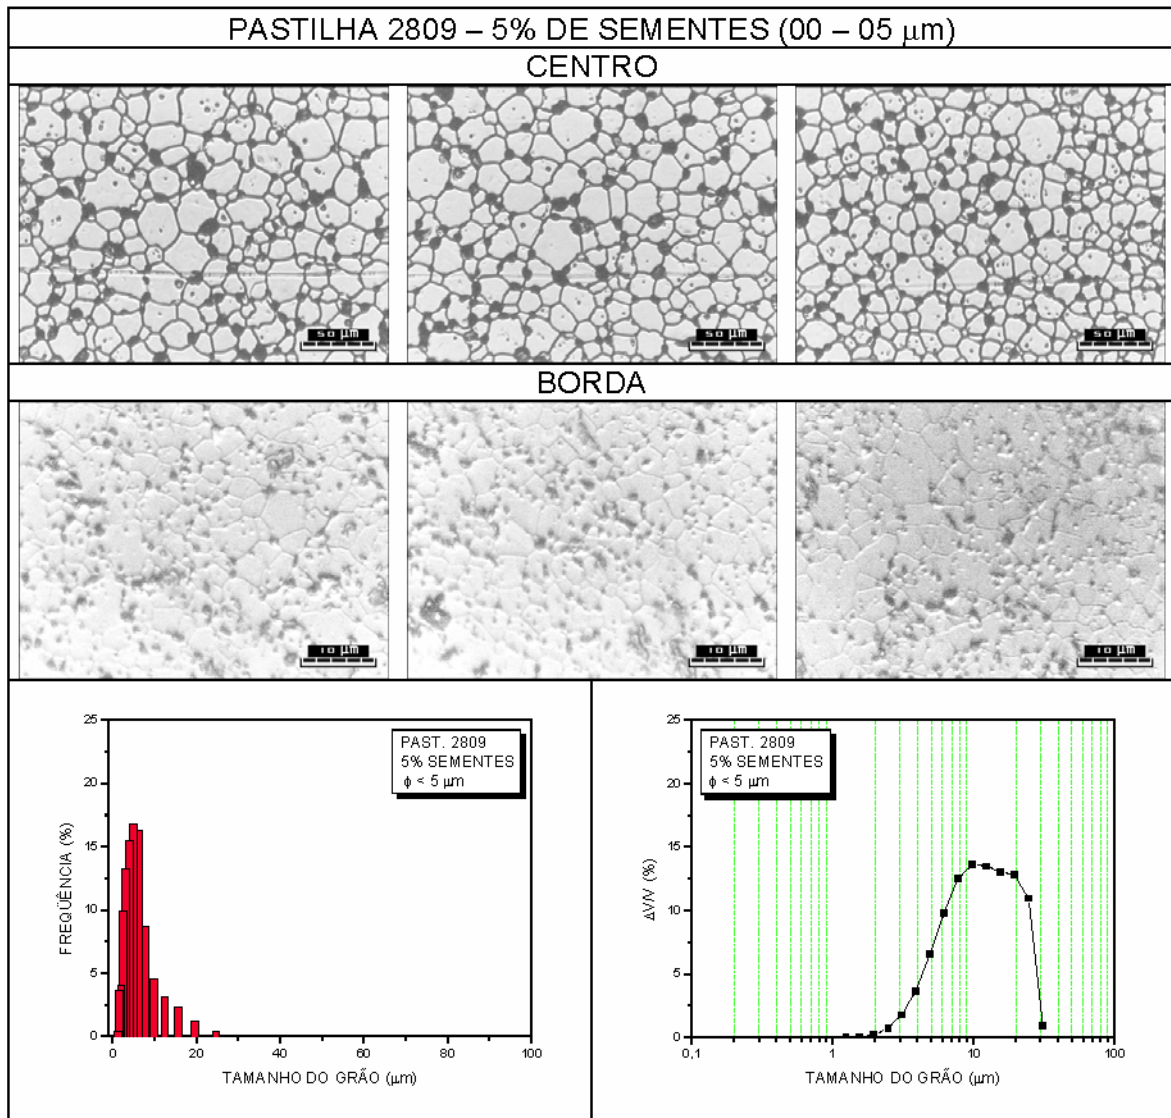 PASTILHA 2809 – 5% DE SEMENTES (00 – 05 μm)
CENTRO
50 μm
50 μm
50 μm
BORDA
10 μm
10 μm
10 μm
25
20
15
10
5
0
FREQÜÊNCIA (%)
PAST. 2809
5% SEMENTES
ϕ < 5 μm
0
20
40
60
80
100
TAMANHO DO GRÃO (μm)
25
20
15
10
5
0
ΔV/V (%)
PAST. 2809
5% SEMENTES
ϕ < 5 μm
0,1
1
10
100
TAMANHO DO GRÃO (μm)